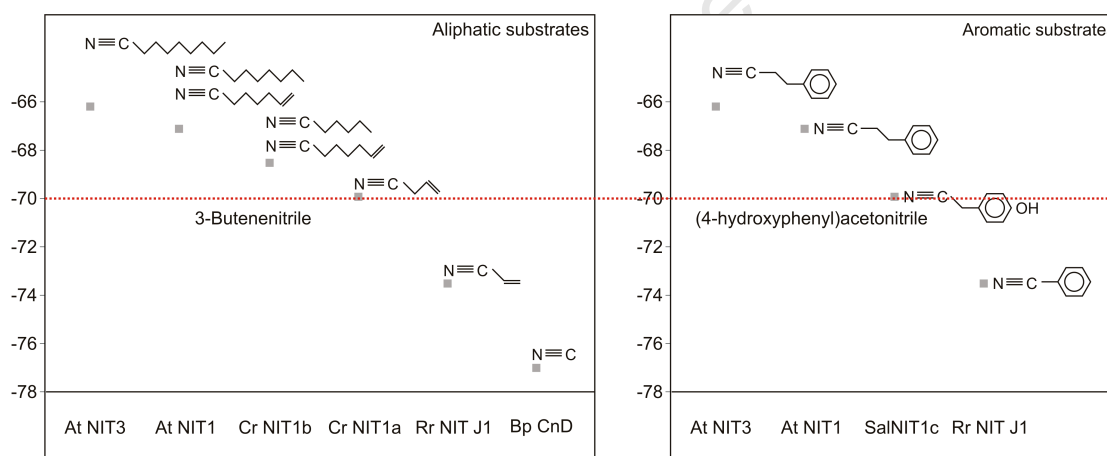 Aliphatic substrates
N≡C
N≡C
N≡C
N≡C
N≡C
N≡C
3-Butenenitrile
N≡C
N≡C
-66
-68
-70
-72
-74
-76
-78
At NIT3 At NIT1 Cr NIT1b Cr NIT1a Rr NIT J1 Bp CnD
Aromatic substrate
N≡C
N≡C
N≡C OH
(4-hydroxyphenyl)acetonitrile
N≡C
-66
-68
-70
-72
-74
-76
-78
At NIT3 At NIT1 SalNIT1c Rr NIT J1